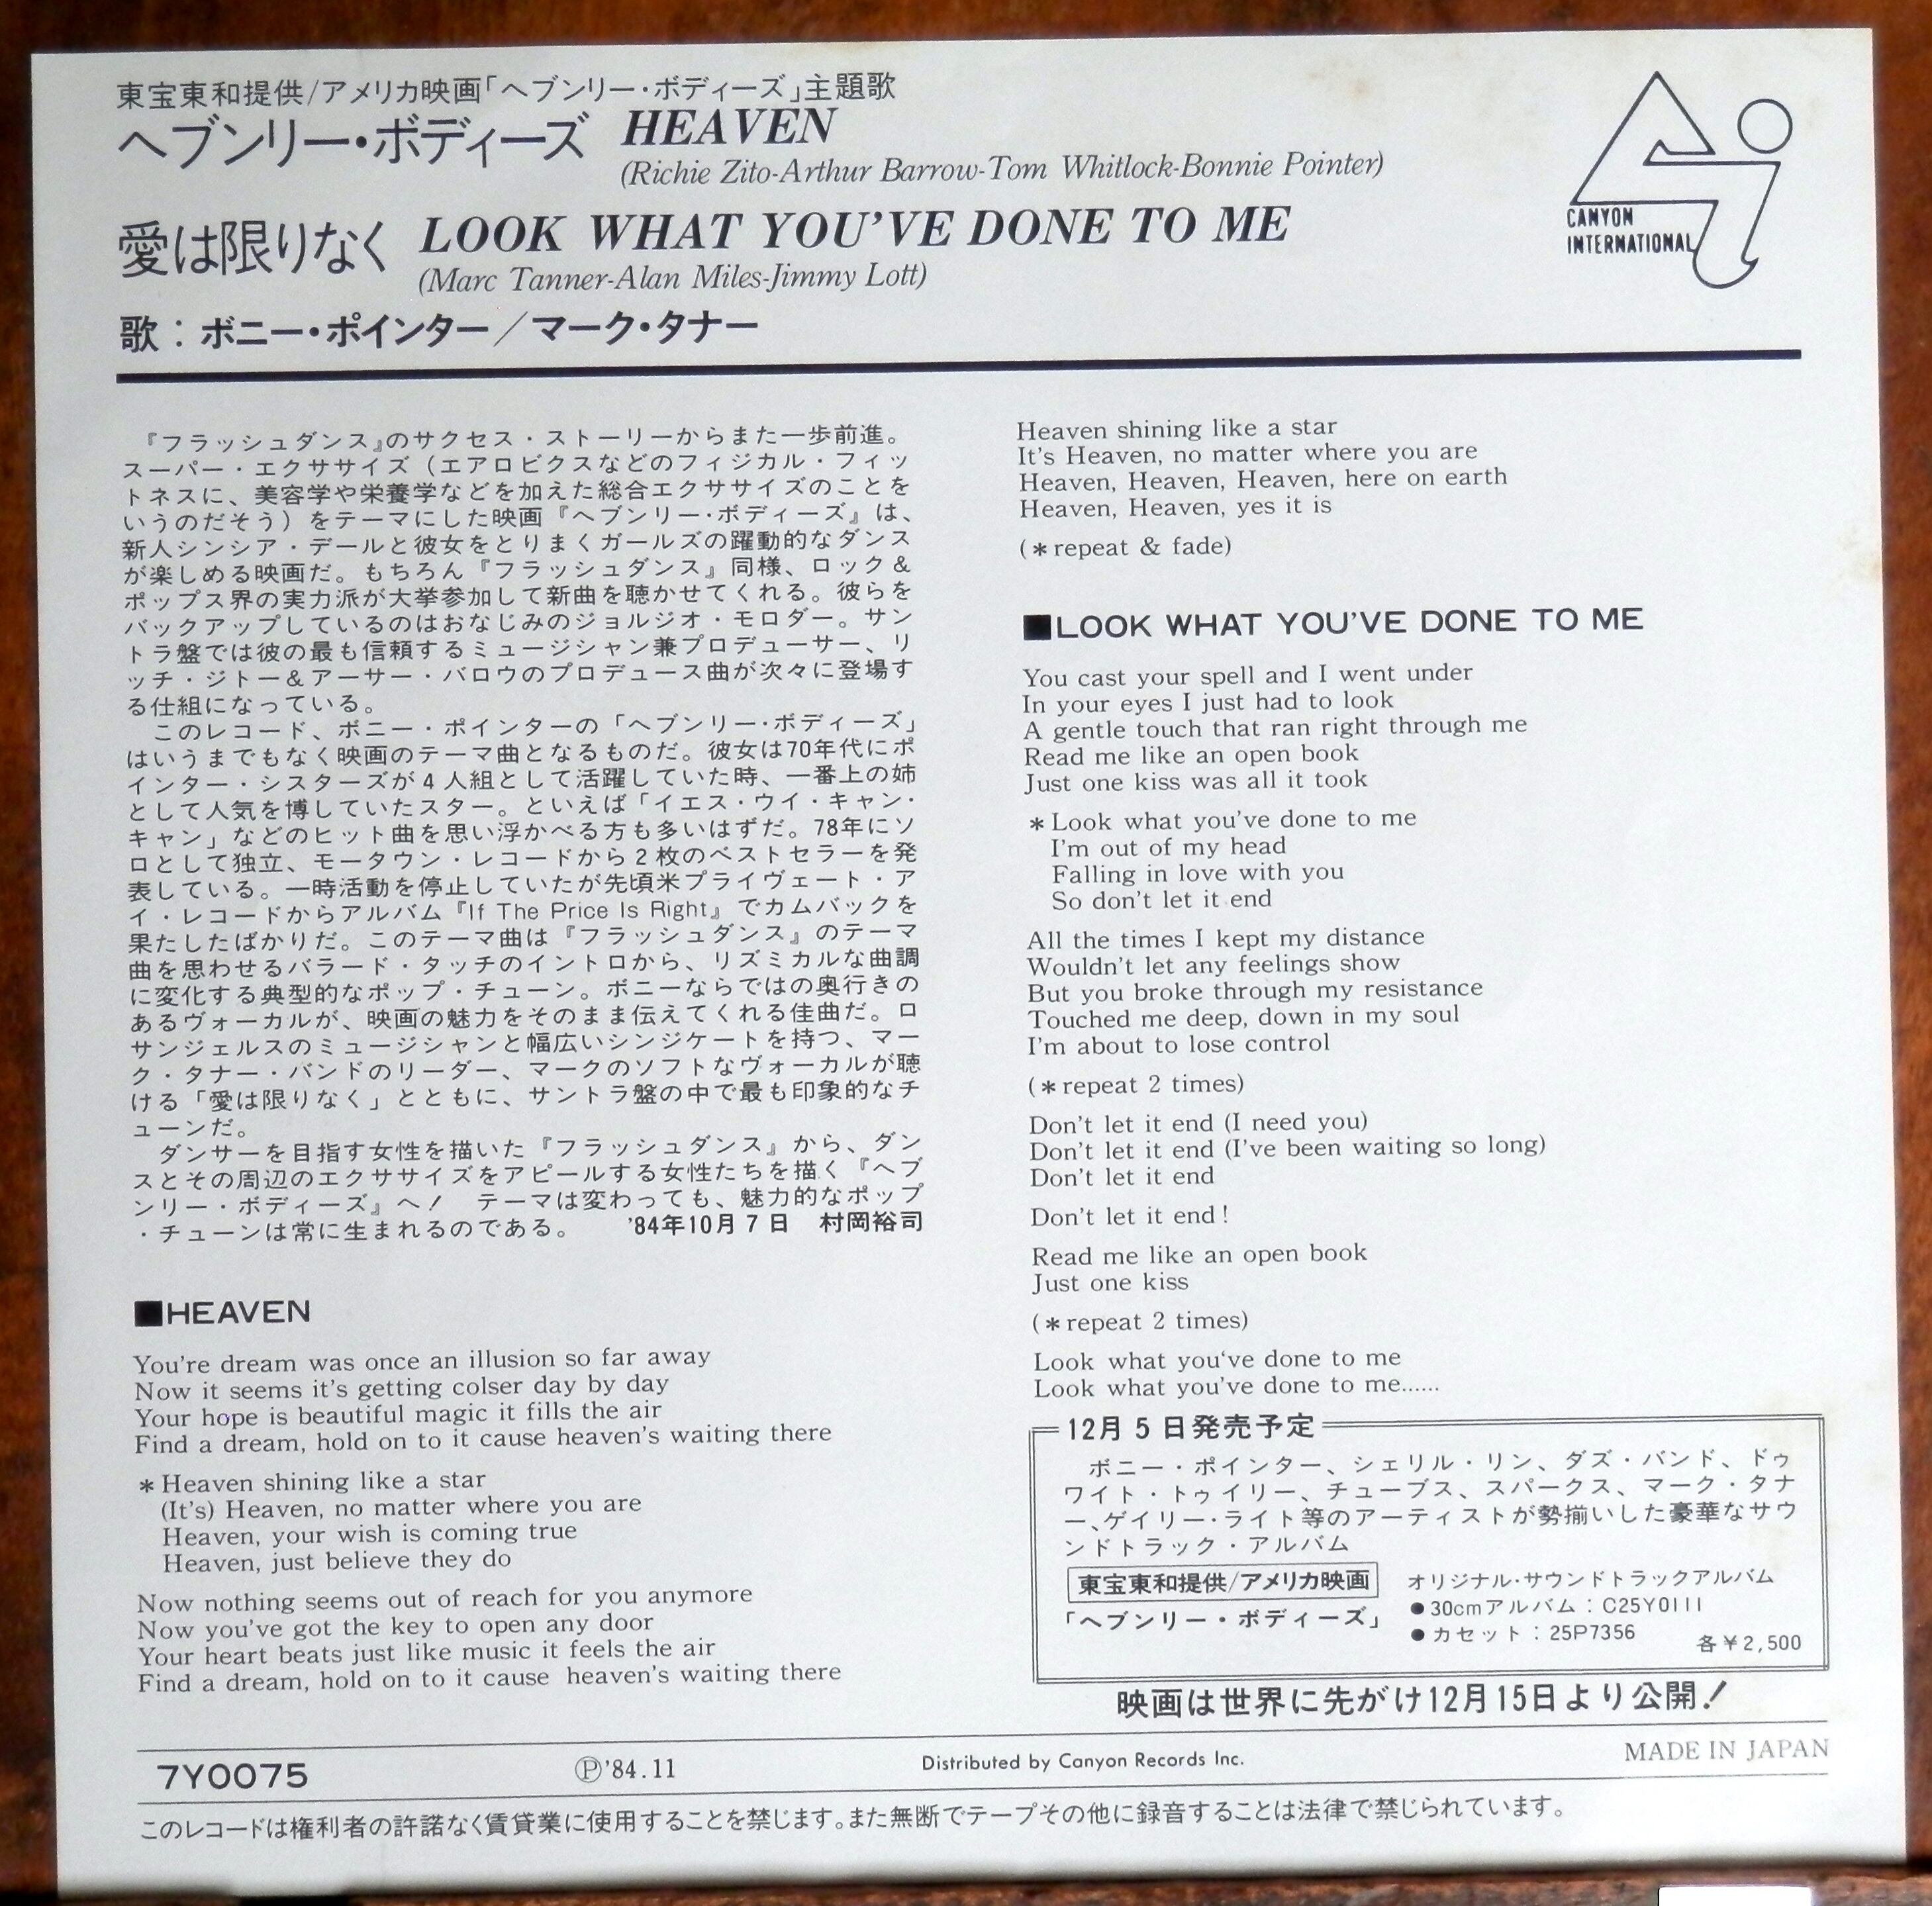 東宝東和提供/アメリカ映画「ヘブンリー・ボディーズ」主題歌
ヘブンリー・ボディーズ HEAVEN
(Richie Zito-Arthur Barrow-Tom Whitlock-Bonnie Pointer)
愛は限りなく LOOK WHAT YOU'VE DONE TO ME
(Marc Tanner-Alan Miles-Jimmy Lott)
歌：ボニー・ポインター／マーク・タナー
CANYON
INTERNATIONAL
『フラッシュダンス』のサクセス・ストーリーからまた一歩前進。
スーパー・エクササイズ（エアロビクスなどのフィジカル・フィッ
トネスに、美容学や栄養学などを加えた総合エクササイズのことを
いうのだそう）をテーマにした映画『ヘブンリー・ボディーズ』は、
新人シンシア・デールと彼女をとりまくガールズの躍動的なダンス
が楽しめる映画だ。もちろん『フラッシュダンス』同様、ロック＆
ポップス界の実力派が大挙参加して新曲を聴かせてくれる。彼らを
バックアップしているのはおなじみのジョルジオ・モロダー。サン
トラ盤では彼の最も信頼するミュージシャン兼プロデューサー、リ
ッチ・ジトー＆アーサー・バロウのプロデュース曲が次々に登場す
る仕組になっている。
このレコード、ボニー・ポインターの「ヘブンリー・ボディーズ」
はいうまでもなく映画のテーマ曲となるものだ。彼女は70年代にポ
インター・シスターズが4人組として活躍していた時、一番上の姉
として人気を博していたスター。といえば「イエス・ウイ・キャン・
キャン」などのヒット曲を思い浮かべる方も多いはずだ。78年にソ
ロとして独立、モータウン・レコードから2枚のベストセラーを発
表している。一時活動を停止していたが先頃米プライヴェート・ア
イ・レコードからアルバム『If The Price Is Right』でカムバックを
果たしたばかりだ。このテーマ曲は『フラッシュダンス』のテーマ
曲を思わせるバラード・タッチのイントロから、リズミカルな曲調
に変化する典型的なポップ・チューン。ボニーならではの奥行きの
あるヴォーカルが、映画の魅力をそのまま伝えてくれる佳曲だ。ロ
サンジェルスのミュージシャンと幅広いシンジケートを持つ、マー
ク・タナー・バンドのリーダー、マークのソフトなヴォーカルが聴
ける「愛は限りなく」とともに、サントラ盤の中で最も印象的なチ
ューンだ。
ダンサーを目指す女性を描いた『フラッシュダンス』から、ダン
スとその周辺のエクササイズをアピールする女性たちを描く『ヘブ
ンリー・ボディーズ』へ！ テーマは変わっても、魅力的なポップ
・チューンは常に生まれるのである。 '84年10月7日 村岡裕司
■HEAVEN
You're dream was once an illusion so far away
Now it seems it's getting colser day by day
Your hope is beautiful magic it fills the air
Find a dream, hold on to it cause heaven's waiting there
*Heaven shining like a star
(It's) Heaven, no matter where you are
Heaven, your wish is coming true
Heaven, just believe they do
Now nothing seems out of reach for you anymore
Now you've got the key to open any door
Your heart beats just like music it feels the air
Find a dream, hold on to it cause heaven's waiting there
Heaven shining like a star
It's Heaven, no matter where you are
Heaven, Heaven, Heaven, here on earth
Heaven, Heaven, yes it is
(*repeat & fade)
■LOOK WHAT YOU'VE DONE TO ME
You cast your spell and I went under
In your eyes I just had to look
A gentle touch that ran right through me
Read me like an open book
Just one kiss was all it took
*Look what you've done to me
I'm out of my head
Falling in love with you
So don't let it end
All the times I kept my distance
Wouldn't let any feelings show
But you broke through my resistance
Touched me deep, down in my soul
I'm about to lose control
(*repeat 2 times)
Don't let it end (I need you)
Don't let it end (I've been waiting so long)
Don't let it end
Don't let it end!
Read me like an open book
Just one kiss
(*repeat 2 times)
Look what you've done to me
Look what you've done to me......
12月5日発売予定
ボニー・ポインター、シェリル・リン、ダズ・バンド、ドゥ
ワイト・トゥイリー、チューブス、スパークス、マーク・タナ
ー、ゲイリー・ライト等のアーティストが勢揃いした豪華なサウ
ンドトラック・アルバム
東宝東和提供/アメリカ映画
「ヘブンリー・ボディーズ」
オリジナル・サウンドトラックアルバム
●30cmアルバム：C25Y0111
●カセット：25P7356
各￥2,500
映画は世界に先がけ12月15日より公開！
7Y0075 Ⓟ'84.11 Distributed by Canyon Records Inc. MADE IN JAPAN
このレコードは権利者の許諾なく賃貸業に使用することを禁じます。また無断でテープその他に録音することは法律で禁じられています。